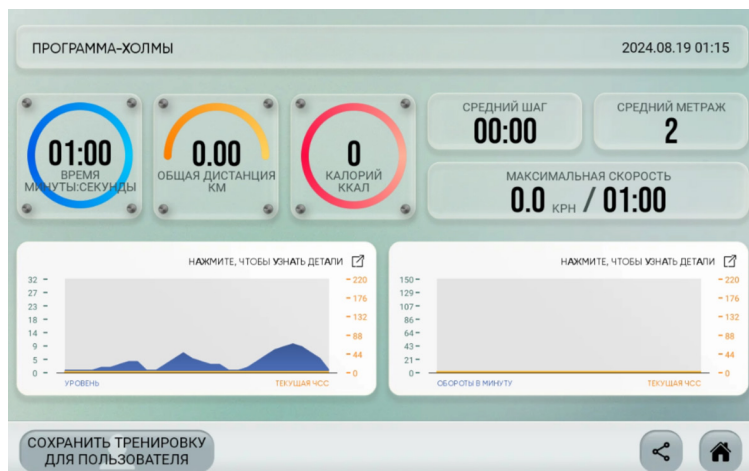 ПРОГРАММА-ХОЛМЫ
2024.08.19 01:15
01:00
ВРЕМЯ
МИНУТЫ:СЕКУНДЫ
0.00
ОБЩАЯ ДИСТАНЦИЯ
КМ
0
КАЛОРИЙ
ККАЛ
СРЕДНИЙ ШАГ
00:00
СРЕДНИЙ МЕТРАЖ
2
МАКСИМАЛЬНАЯ СКОРОСТЬ
0.0 КРН / 01:00
НАЖМИТЕ, ЧТОБЫ УЗНАТЬ ДЕТАЛИ
32
27
23
18
14
9
5
0
220
176
132
88
44
0
УРОВЕНЬ
ТЕКУЩАЯ ЧСС
НАЖМИТЕ, ЧТОБЫ УЗНАТЬ ДЕТАЛИ
150
129
107
86
64
43
21
0
220
176
132
88
44
0
ОБОРОТЫ В МИНУТУ
ТЕКУЩАЯ ЧСС
СОХРАНИТЬ ТРЕНИРОВКУ
ДЛЯ ПОЛЬЗОВАТЕЛЯ